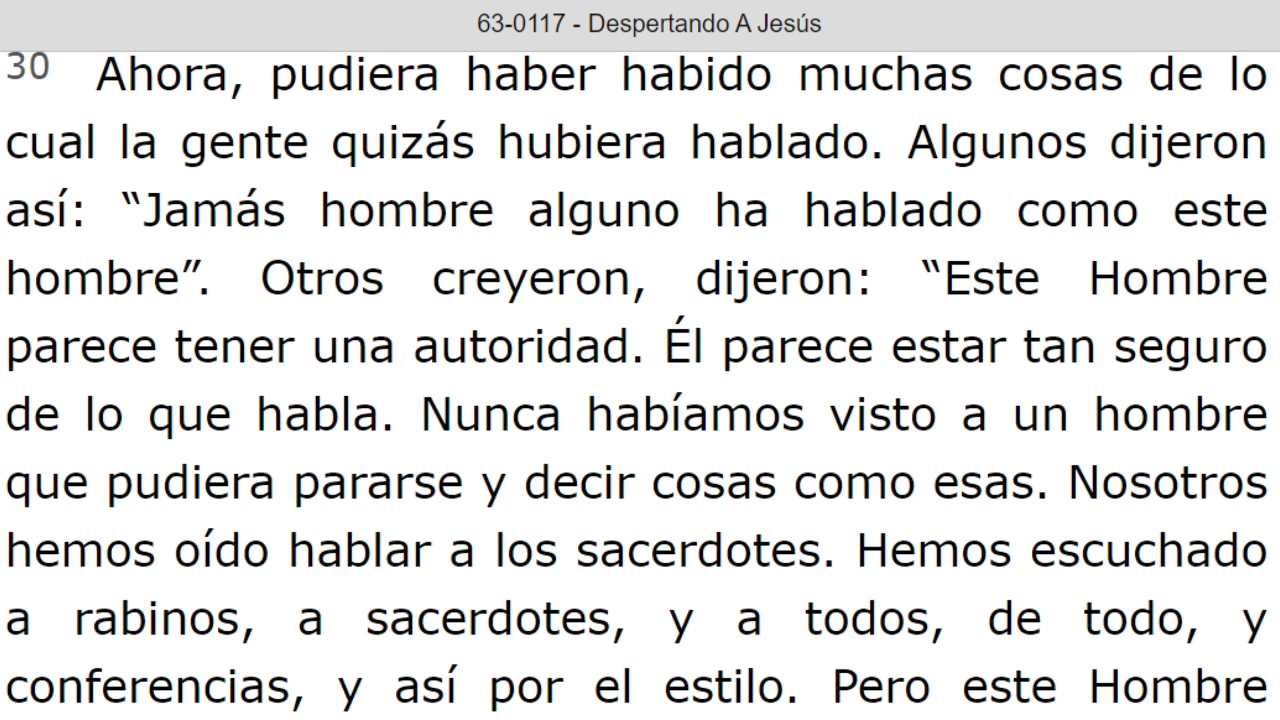 63-0117 - Despertando A Jesús
30 Ahora, pudiera haber habido muchas cosas de lo
cual la gente quizás hubiera hablado. Algunos dijeron
así: “Jamás hombre alguno ha hablado como este
hombre”. Otros creyeron, dijeron: “Este Hombre
parece tener una autoridad. Él parece estar tan seguro
de lo que habla. Nunca habíamos visto a un hombre
que pudiera pararse y decir cosas como esas. Nosotros
hemos oído hablar a los sacerdotes. Hemos escuchado
a rabinos, a sacerdotes, y a todos, de todo, y
conferencias, y así por el estilo. Pero este Hombre